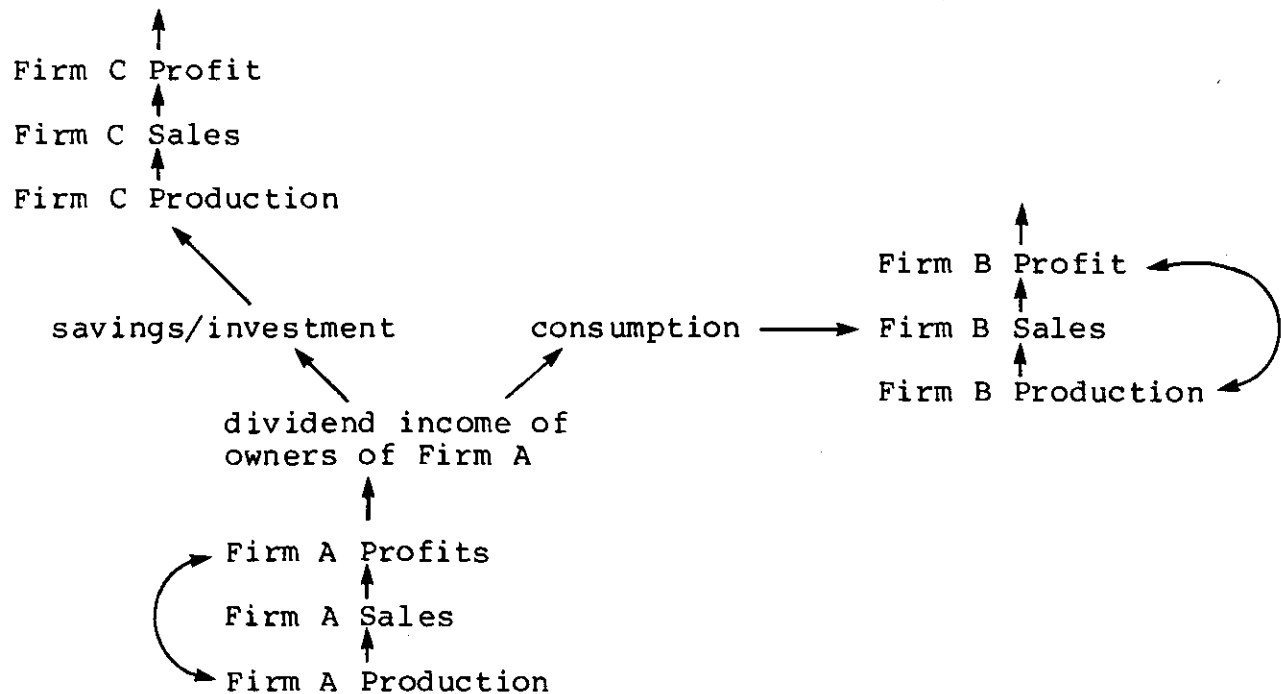 Firm C Profit
Firm C Sales
Firm C Production
Firm B Profit
savings/investment
consumption
Firm B Sales
Firm B Production
dividend income of
owners of Firm A
Firm A Profits
Firm A Sales
Firm A Production